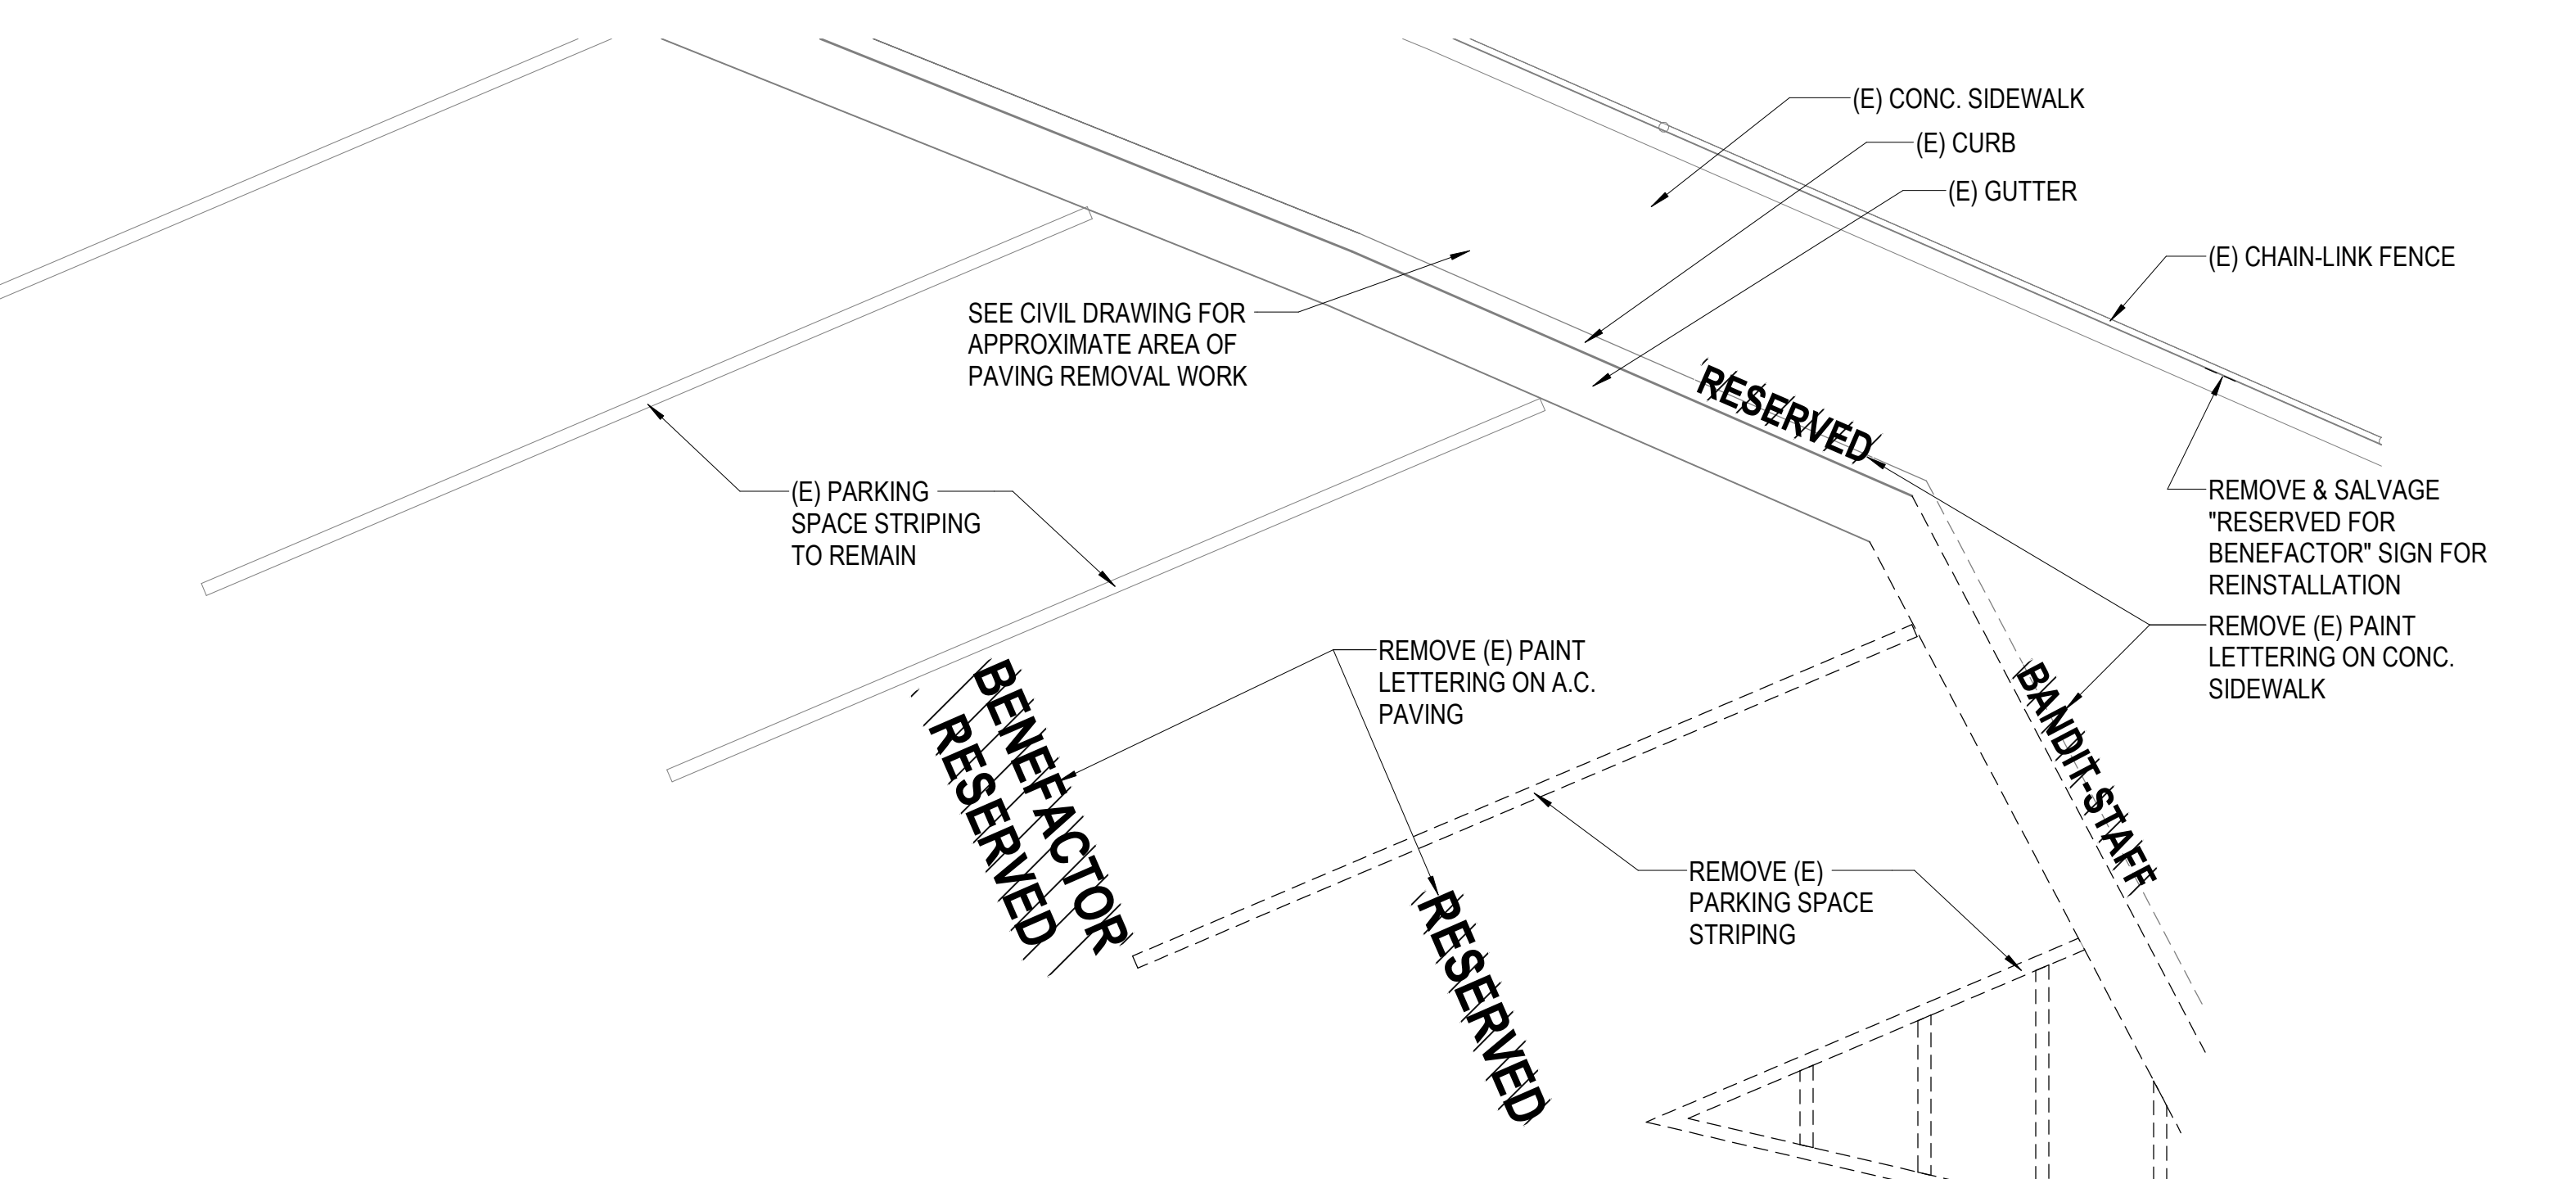 (E) CONC. SIDEWALK
(E) CURB
(E) GUTTER
(E) CHAIN-LINK FENCE
SEE CIVIL DRAWING FOR
APPROXIMATE AREA OF
PAVING REMOVAL WORK
RESERVED
(E) PARKING
SPACE STRIPING
TO REMAIN
REMOVE & SALVAGE
"RESERVED FOR
BENEFACTOR" SIGN FOR
REINSTALLATION
REMOVE (E) PAINT
LETTERING ON CONC.
SIDEWALK
REMOVE (E) PAINT
LETTERING ON A.C.
PAVING
BENEFACTOR
RESERVED
BANDIT-STAFF
REMOVE (E)
PARKING SPACE
STRIPING
RESERVED